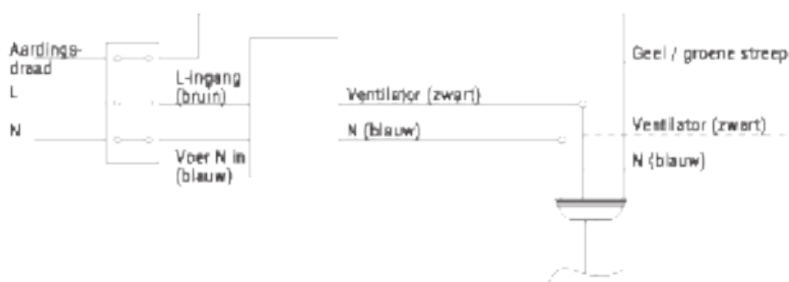 Aardings-
draad
L
N
L-ingang
(bruin)
Voer N in
(blauw)
Ventilator (zwart)
N (blauw)
Geel / groene streep
Ventilator (zwart)
N (blauw)